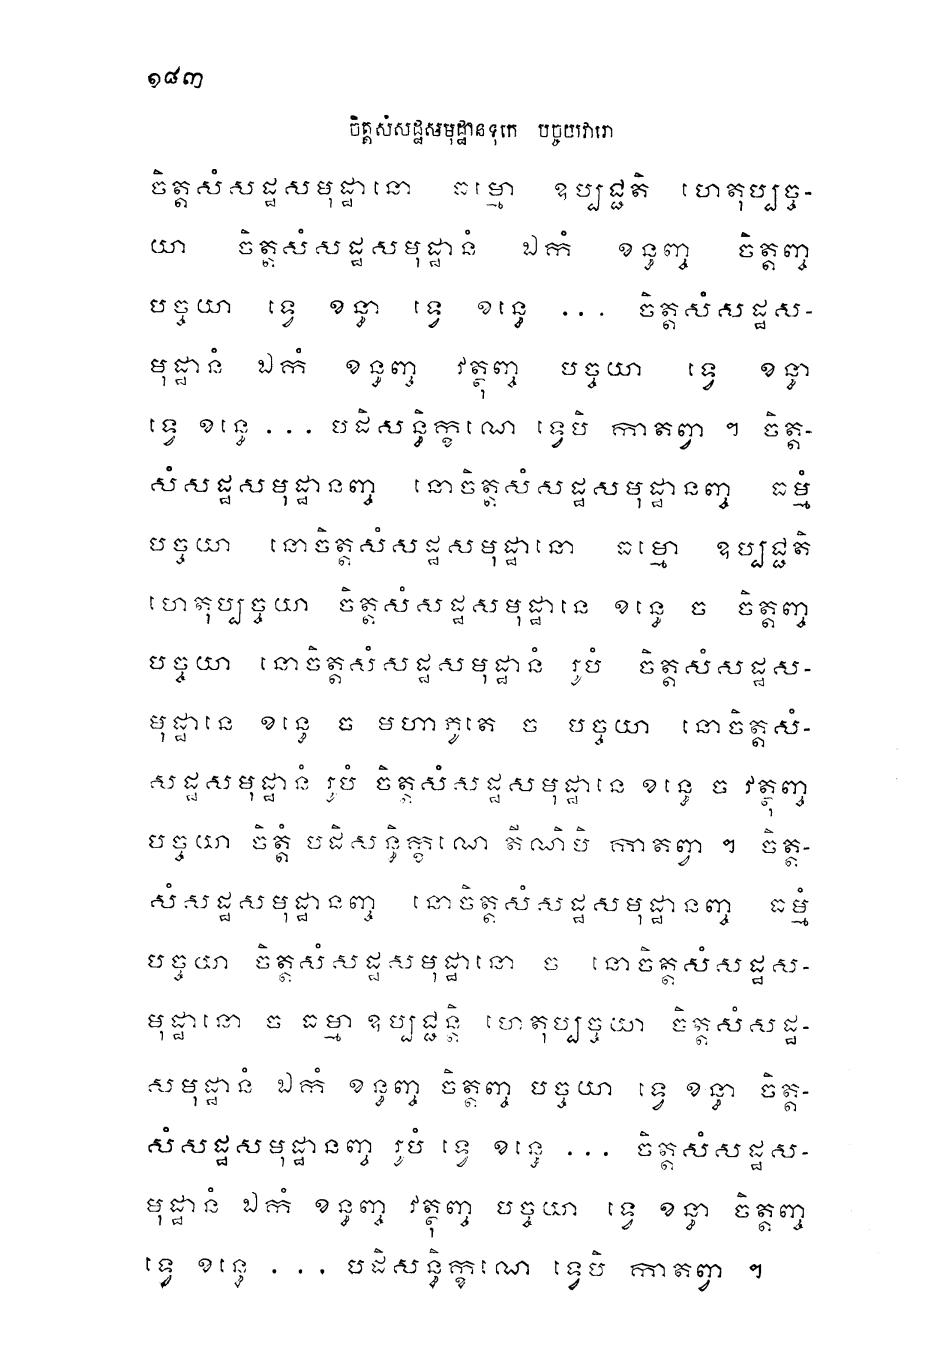 ១៨៣
ចិត្តសំសដ្ឋសមុដ្ឋានទុកេ បច្ចយវារោ
ចិត្តសំសដ្ឋសមុដ្ឋានោ ធម្មោ ឧប្បជ្ជតិ ហេតុប្បច្ច-
យា ចិត្តសំសដ្ឋសមុដ្ឋានំ ឯកំ ខន្ធញ្ច ចិត្តញ្ច
បច្ចយា ទ្វេ ខន្ធា ទ្វេ ខន្ធេ ... ចិត្តសំសដ្ឋស-
មុដ្ឋានំ ឯកំ ខន្ធញ្ច វត្ថុញ្ច បច្ចយា ទ្វេ ខន្ធា
ទ្វេ ខន្ធេ ... បដិសន្ធិក្ខណេ ទ្វេបិ កាតព្វា ។ ចិត្ត-
សំសដ្ឋសមុដ្ឋានញ្ច នោចិត្តសំសដ្ឋសមុដ្ឋានញ្ច ធម្មំ
បច្ចយា នោចិត្តសំសដ្ឋសមុដ្ឋានោ ធម្មោ ឧប្បជ្ជតិ
ហេតុប្បច្ចយា ចិត្តសំសដ្ឋសមុដ្ឋានេ ខន្ធេ ច ចិត្តញ្ច
បច្ចយា នោចិត្តសំសដ្ឋសមុដ្ឋានំ រូបំ ចិត្តសំសដ្ឋស-
មុដ្ឋានេ ខន្ធេ ច មហាភូតេ ច បច្ចយា នោចិត្តសំ-
សដ្ឋសមុដ្ឋានំ រូបំ ចិត្តសំសដ្ឋសមុដ្ឋានេ ខន្ធេ ច វត្ថុញ្ច
បច្ចយា ចិត្តំ បដិសន្ធិក្ខណេ តីណិបិ កាតព្វា ។ ចិត្ត-
សំសដ្ឋសមុដ្ឋានញ្ច នោចិត្តសំសដ្ឋសមុដ្ឋានញ្ច ធម្មំ
បច្ចយា ចិត្តសំសដ្ឋសមុដ្ឋានោ ច នោចិត្តសំសដ្ឋស-
មុដ្ឋានោ ច ធម្មា ឧប្បជ្ជន្តិ ហេតុប្បច្ចយា ចិត្តសំសដ្ឋ-
សមុដ្ឋានំ ឯកំ ខន្ធញ្ច ចិត្តញ្ច បច្ចយា ទ្វេ ខន្ធា ចិត្ត-
សំសដ្ឋសមុដ្ឋានញ្ច រូបំ ទ្វេ ខន្ធេ ... ចិត្តសំសដ្ឋស-
មុដ្ឋានំ ឯកំ ខន្ធញ្ច វត្ថុញ្ច បច្ចយា ទ្វេ ខន្ធា ចិត្តញ្ច
ទ្វេ ខន្ធេ ... បដិសន្ធិក្ខណេ ទ្វេបិ កាតព្វា ។